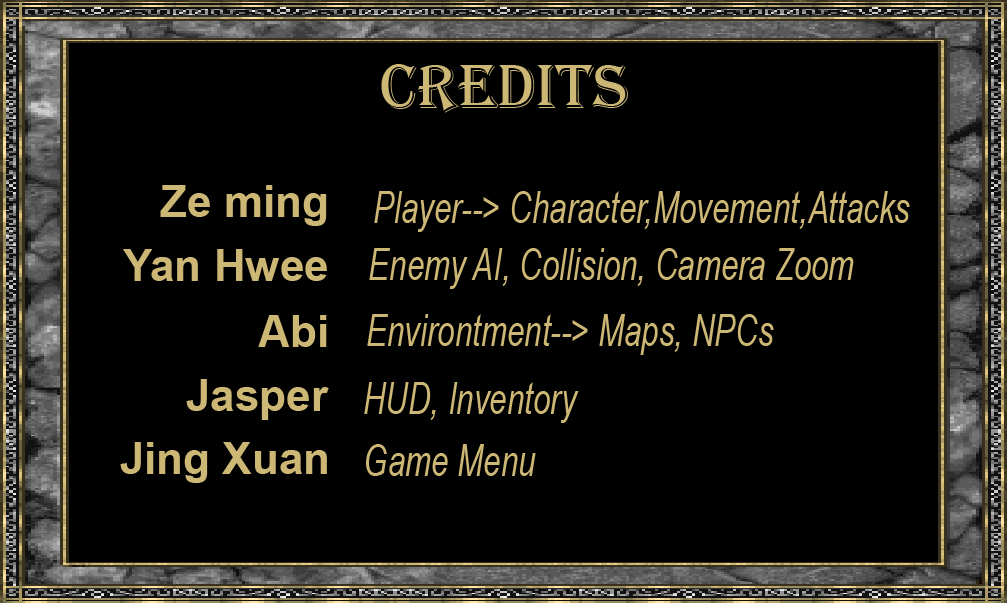 CREDITS
Ze ming Player--> Character,Movement,Attacks
Yan Hwee Enemy AI, Collision, Camera Zoom
Abi Environtment--> Maps, NPCs
Jasper HUD, Inventory
Jing Xuan Game Menu